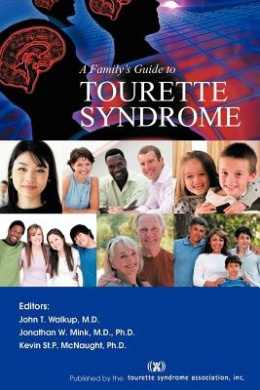 A Family's Guide to
TOURETTE
SYNDROME
Editors:
John T. Walkup, M.D.
Jonathan W. Mink, M.D., Ph.D.
Kevin St.P. McNaught, Ph.D.
Published by the tourette syndrome association, inc.